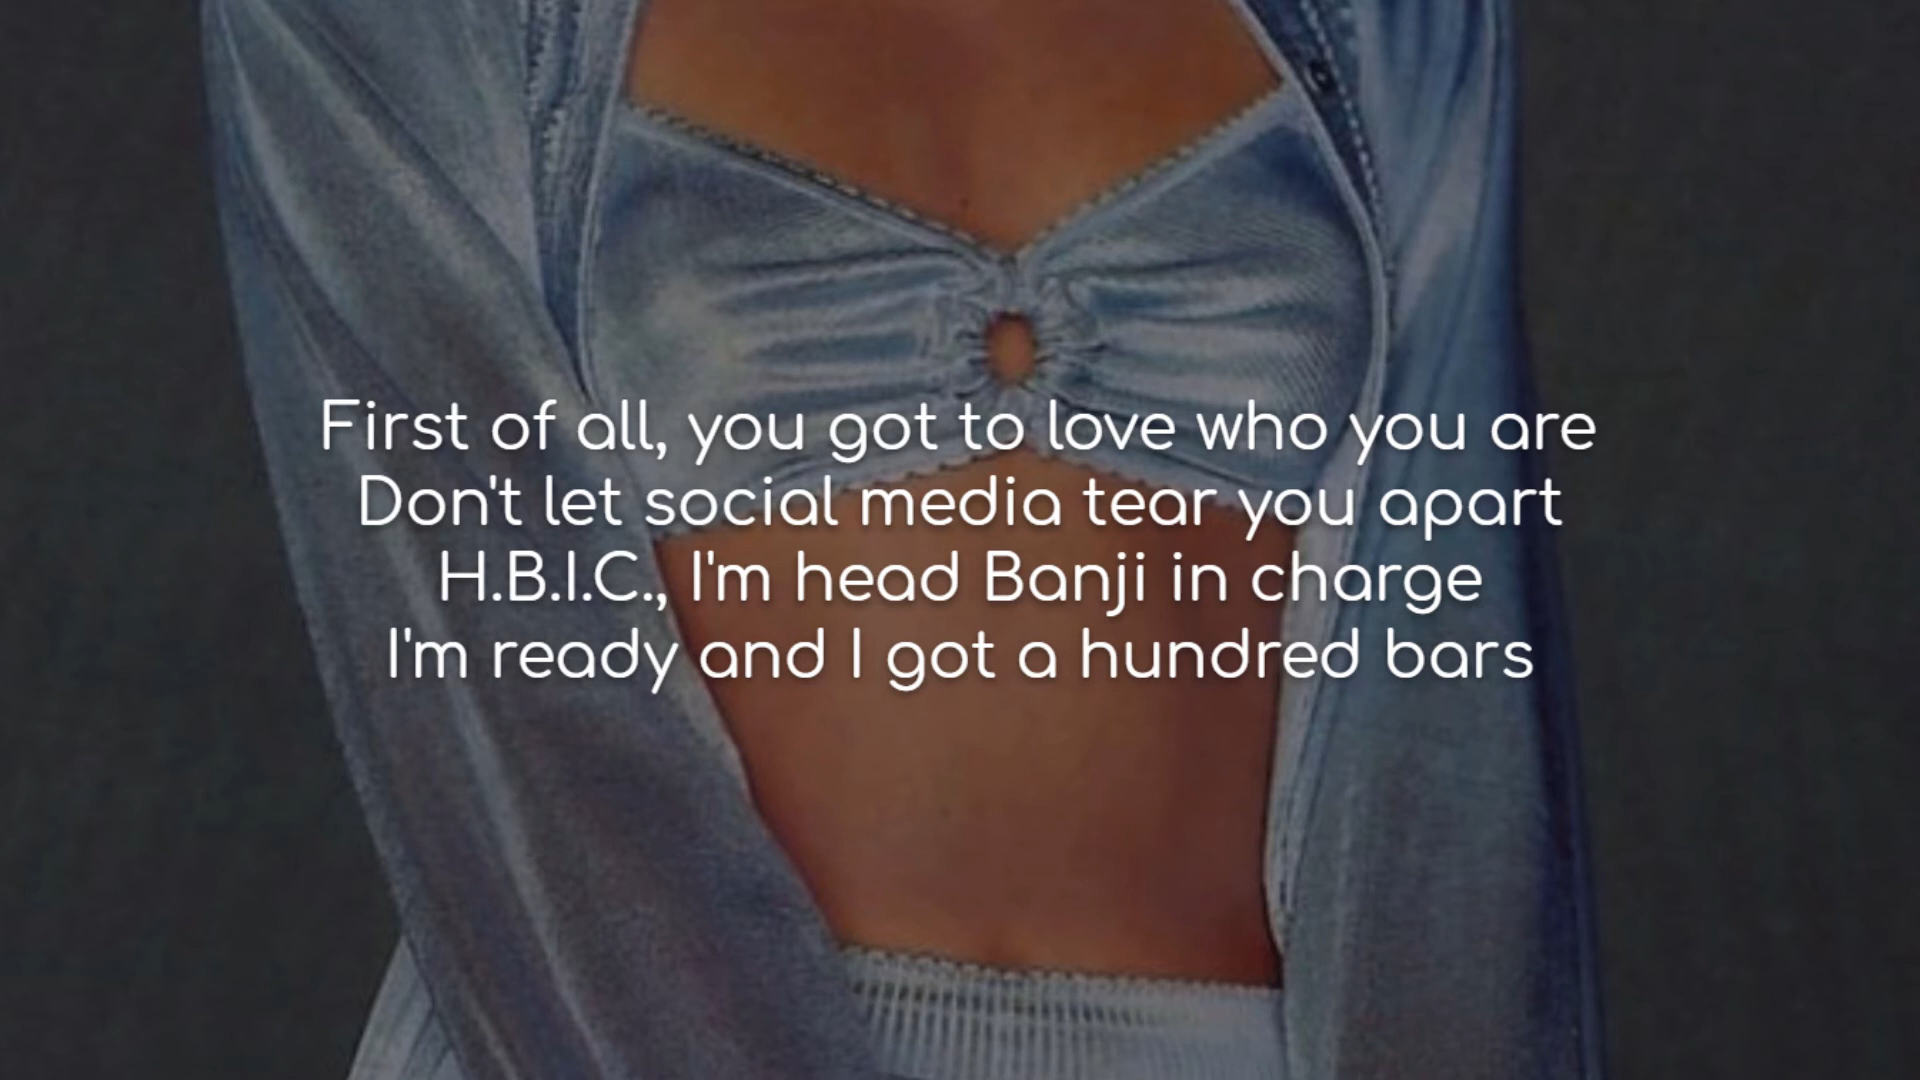 First of all, you got to love who you are
Don't let social media tear you apart
H.B.I.C., I'm head Banji in charge
I'm ready and I got a hundred bars